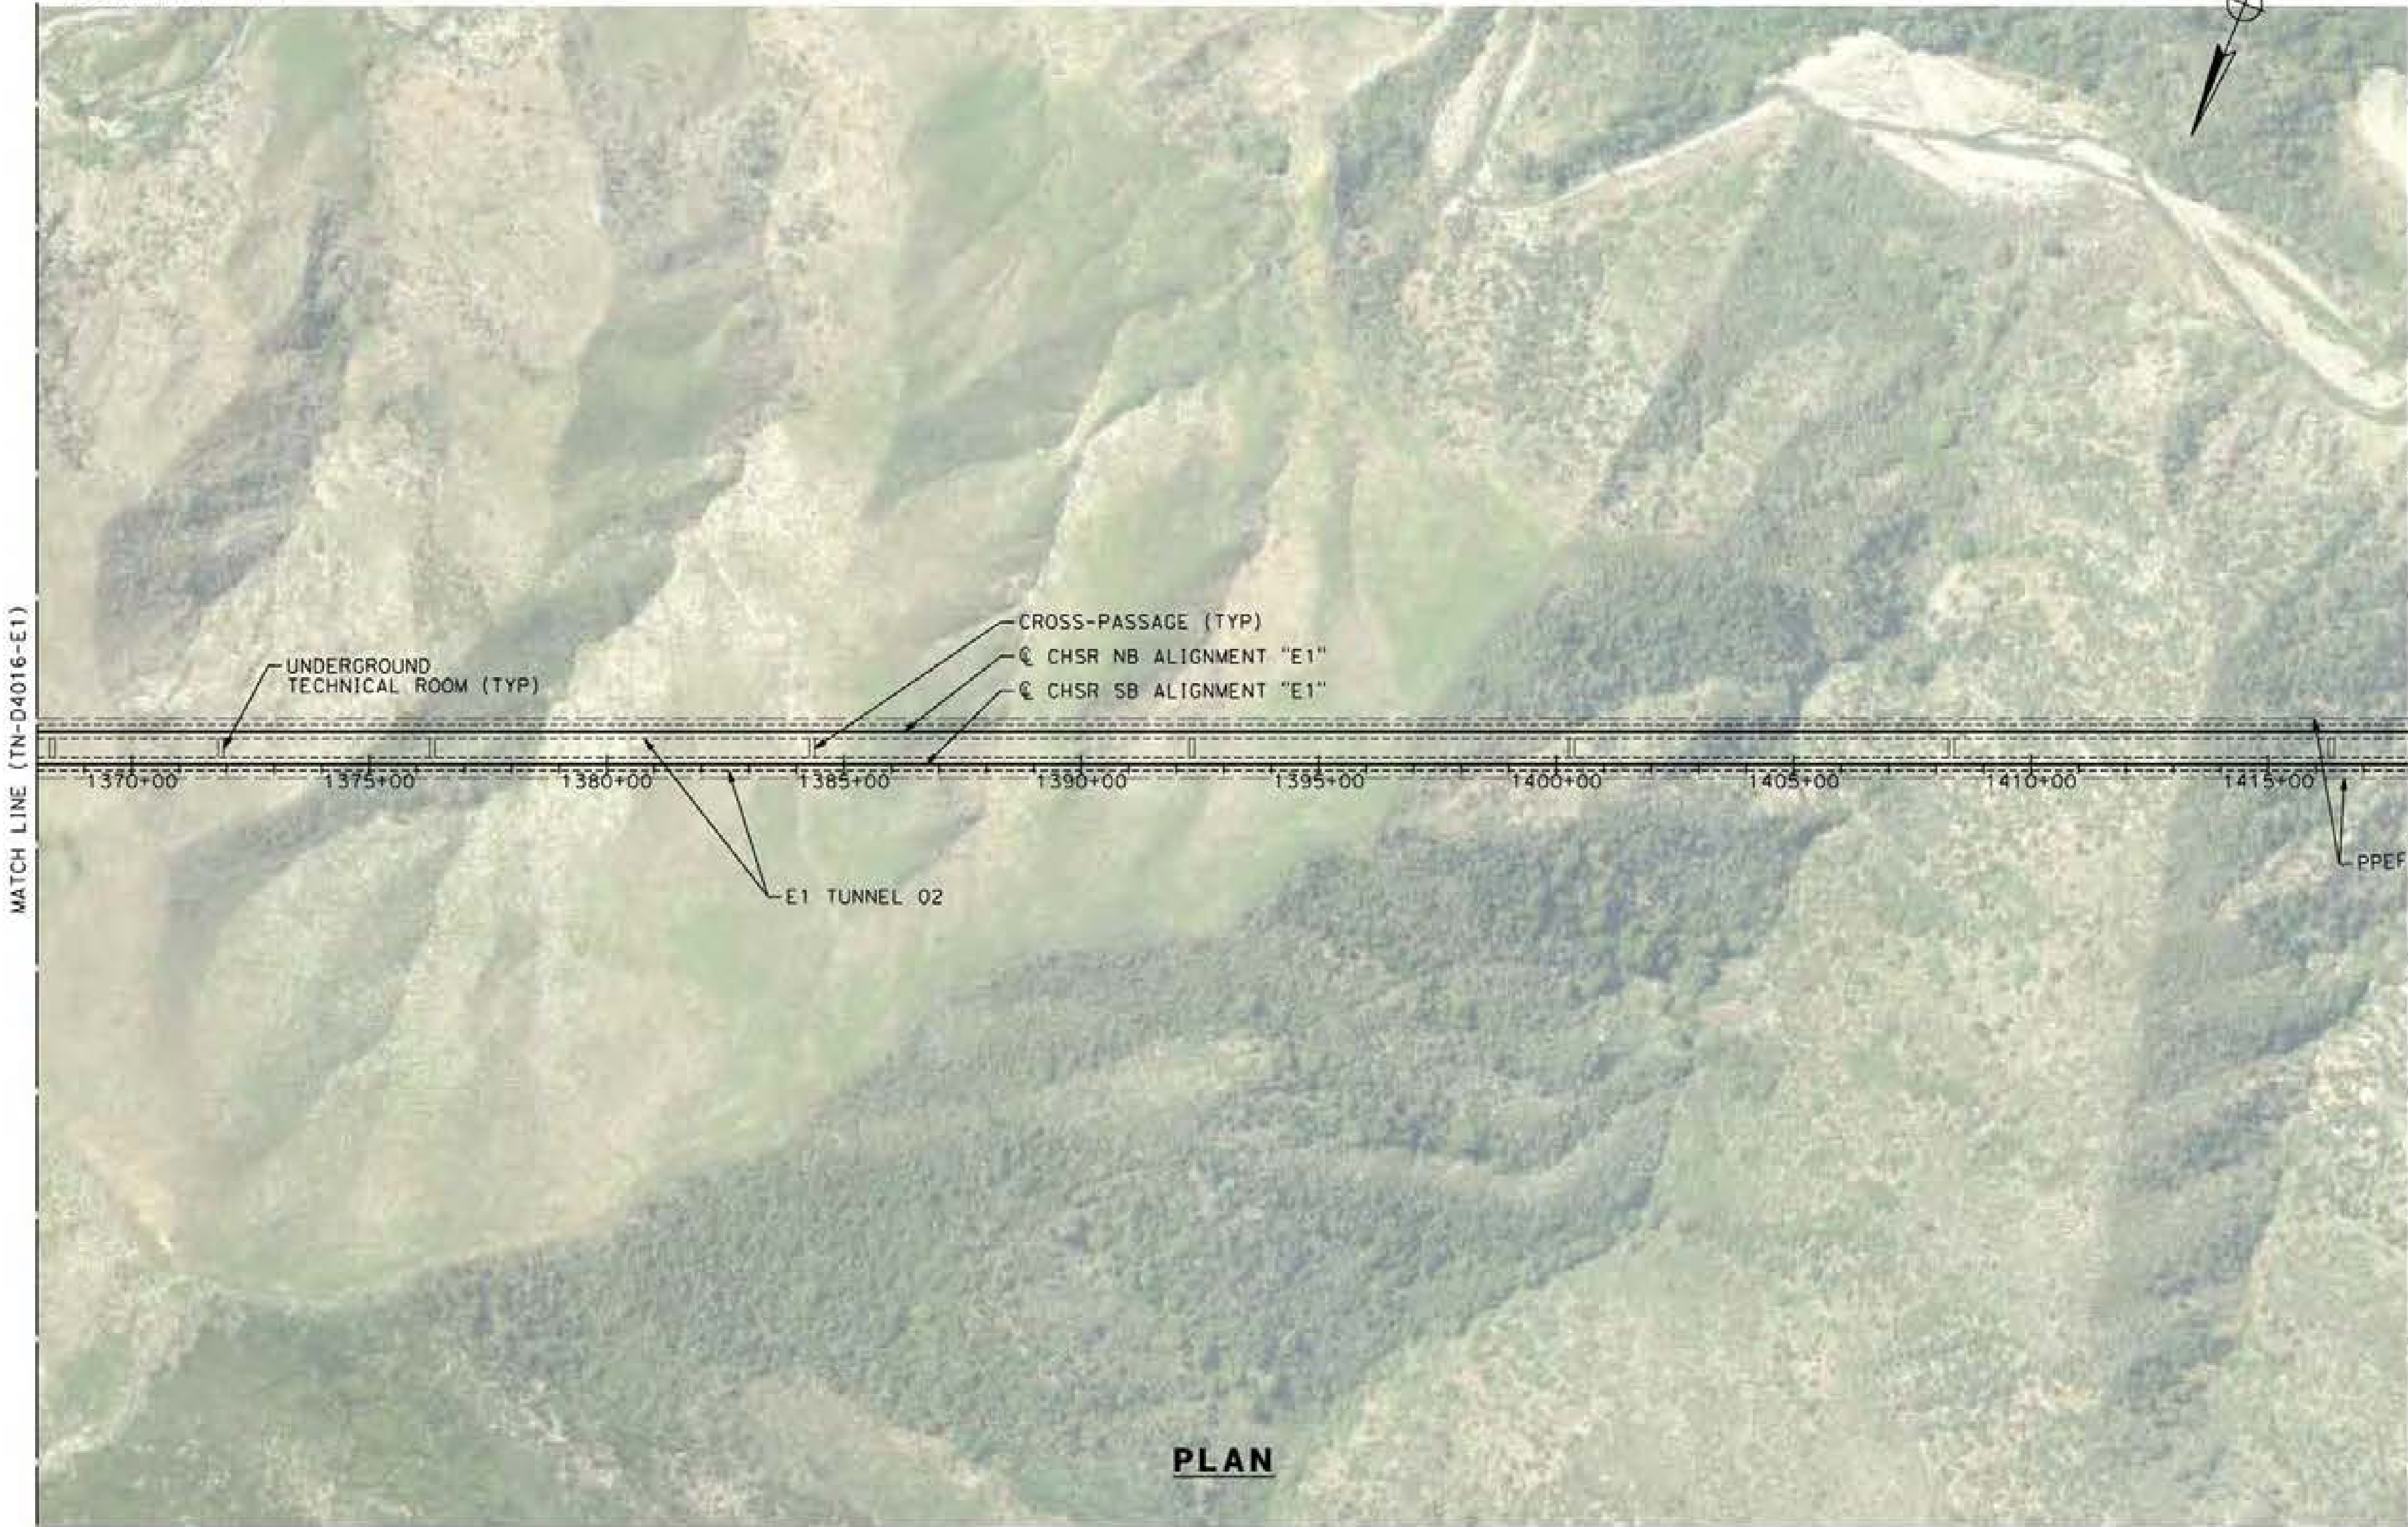 MATCH LINE (TN-D4016-E1)
CROSS-PASSAGE (TYP)
℄ CHSR NB ALIGNMENT "E1"
℄ CHSR SB ALIGNMENT "E1"
UNDERGROUND
TECHNICAL ROOM (TYP)
1370+00 1375+00 1380+00 1385+00 1390+00 1395+00 1400+00 1405+00 1410+00 1415+00
E1 TUNNEL 02
PLAN